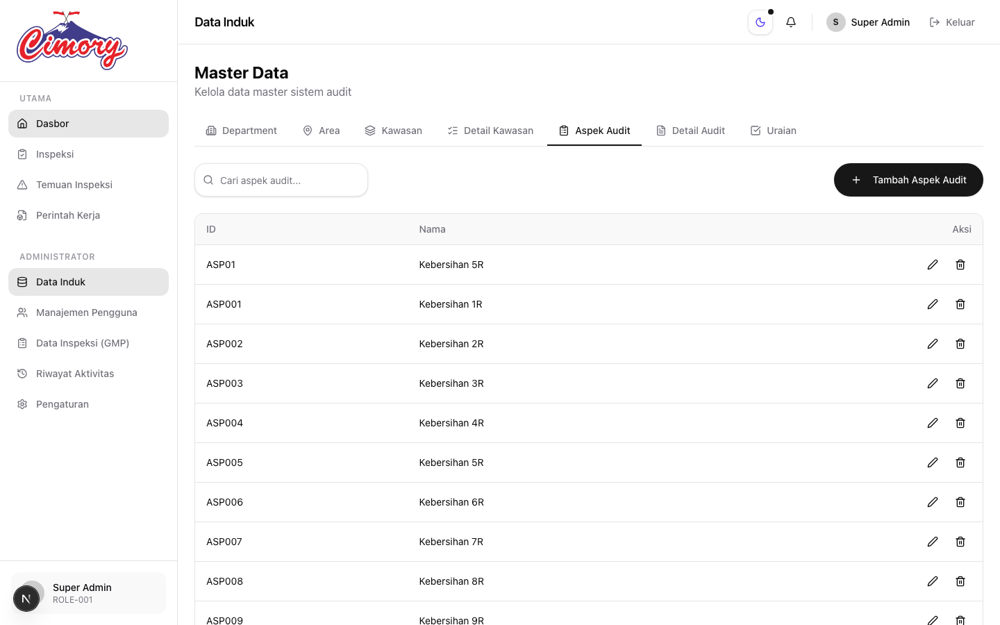 Cimory
Data Induk
S
Super Admin
Keluar
UTAMA
Dasbor
Inspeksi
Temuan Inspeksi
Perintah Kerja
ADMINISTRATOR
Data Induk
Manajemen Pengguna
Data Inspeksi (GMP)
Riwayat Aktivitas
Pengaturan
N
Super Admin
ROLE-001
Master Data
Kelola data master sistem audit
Department Area Kawasan Detail Kawasan Aspek Audit Detail Audit Uraian
Cari aspek audit...
Tambah Aspek Audit
ID Nama Aksi
ASP01 Kebersihan 5R
ASP001 Kebersihan 1R
ASP002 Kebersihan 2R
ASP003 Kebersihan 3R
ASP004 Kebersihan 4R
ASP005 Kebersihan 5R
ASP006 Kebersihan 6R
ASP007 Kebersihan 7R
ASP008 Kebersihan 8R
ASP009 Kebersihan 9R